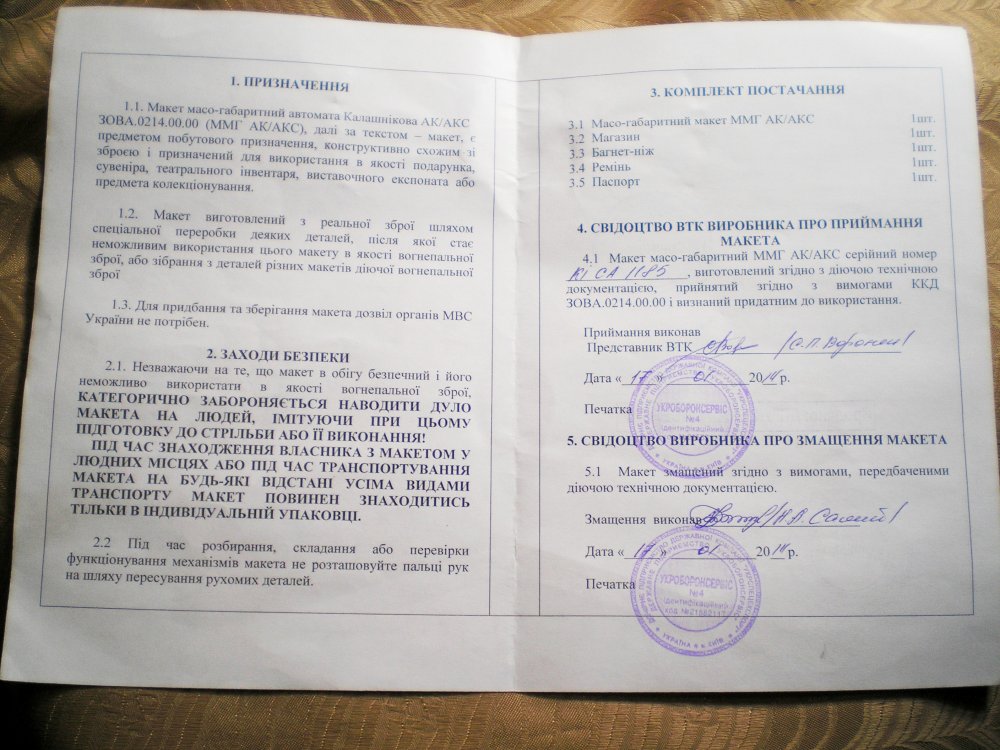 1. ПРИЗНАЧЕННЯ
1.1. Макет масо-габаритний автомата Калашнікова АК/АКС
ЗОВА.0214.00.00 (ММГ АК/АКС), далі за текстом – макет, є
предметом побутового призначення, конструктивно схожим зі
зброєю і призначений для використання в якості подарунка,
сувеніра, театрального інвентаря, виставочного експоната або
предмета колекціонування.
1.2. Макет виготовлений з реальної зброї шляхом
спеціальної переробки деяких деталей, після якої стає
неможливим використання цього макету в якості вогнепальної
зброї, або зібрання з деталей різних макетів діючої вогнепальної
зброї
1.3. Для придбання та зберігання макета дозвіл органів МВС
України не потрібен.
2. ЗАХОДИ БЕЗПЕКИ
2.1. Незважаючи на те, що макет в обігу безпечний і його
неможливо використати в якості вогнепальної зброї,
КАТЕГОРИЧНО ЗАБОРОНЯЄТЬСЯ НАВОДИТИ ДУЛО
МАКЕТА НА ЛЮДЕЙ, ІМІТУЮЧИ ПРИ ЦЬОМУ
ПІДГОТОВКУ ДО СТРІЛЬБИ АБО ЇЇ ВИКОНАННЯ!
ПІД ЧАС ЗНАХОДЖЕННЯ ВЛАСНИКА З МАКЕТОМ У
ЛЮДНИХ МІСЦЯХ АБО ПІД ЧАС ТРАНСПОРТУВАННЯ
МАКЕТА НА БУДЬ-ЯКІ ВІДСТАНІ УСІМА ВИДАМИ
ТРАНСПОРТУ МАКЕТ ПОВИНЕН ЗНАХОДИТИСЬ
ТІЛЬКИ В ІНДИВІДУАЛЬНІЙ УПАКОВЦІ.
2.2 Під час розбирання, складання або перевірки
функціонування механізмів макета не розташовуйте пальці рук
на шляху пересування рухомих деталей.
3. КОМПЛЕКТ ПОСТАЧАННЯ
3.1 Масо-габаритний макет ММГ АК/АКС 1шт.
3.2 Магазин 1шт.
3.3 Багнет-ніж 1шт.
3.4 Ремінь 1шт.
3.5 Паспорт 1шт.
4. СВІДОЦТВО ВТК ВИРОБНИКА ПРО ПРИЙМАННЯ
МАКЕТА
4.1 Макет масо-габаритний ММГ АК/АКС серійний номер
КІ СА 1185, виготовлений згідно з діючою технічною
документацією, прийнятий згідно з вимогами ККД
ЗОВА.0214.00.00 і визнаний придатним до використання.
Приймання виконав
Представник ВТК
Дата « 17 » 01 2014 р.
Печатка
УКРОБОРОНСЕРВІС
№4
ідентифікаційний
5. СВІДОЦТВО ВИРОБНИКА ПРО ЗМАЩЕННЯ МАКЕТА
5.1 Макет змащений згідно з вимогами, передбаченими
діючою технічною документацією.
Змащення виконав
Дата « » 01 20 р.
Печатка
УКРОБОРОНСЕРВІС
№4
ідентифікаційний
код №21552117
УКРАЇНА м. КИЇВ